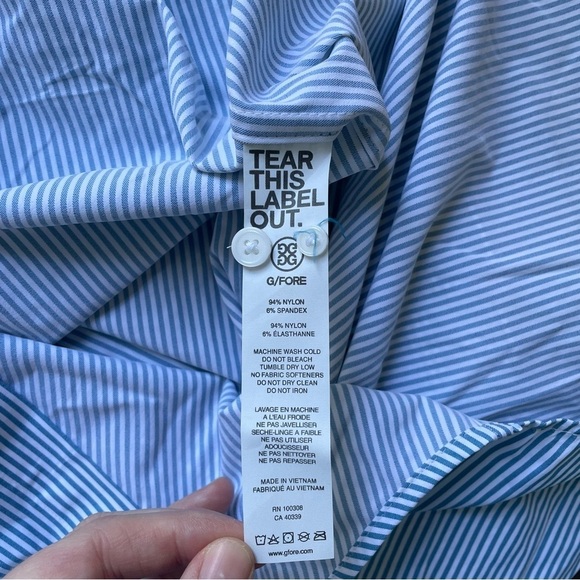 TEAR
THIS
LABEL
OUT.
G/FORE
94% NYLON
6% SPANDEX
94% NYLON
6% ÉLASTHANNE
MACHINE WASH COLD
DO NOT BLEACH
TUMBLE DRY LOW
NO FABRIC SOFTENERS
DO NOT DRY CLEAN
DO NOT IRON
LAVAGE EN MACHINE
A L'EAU FROIDE
NE PAS JAVELLISER
SÈCHE-LINGE A FAIBLE
NE PAS UTILISER
ADOUCISSEUR
NE PAS NETTOYER
NE PAS REPASSER
MADE IN VIETNAM
FABRIQUÉ AU VIETNAM
RN 100308
CA 40339
www.gfore.com